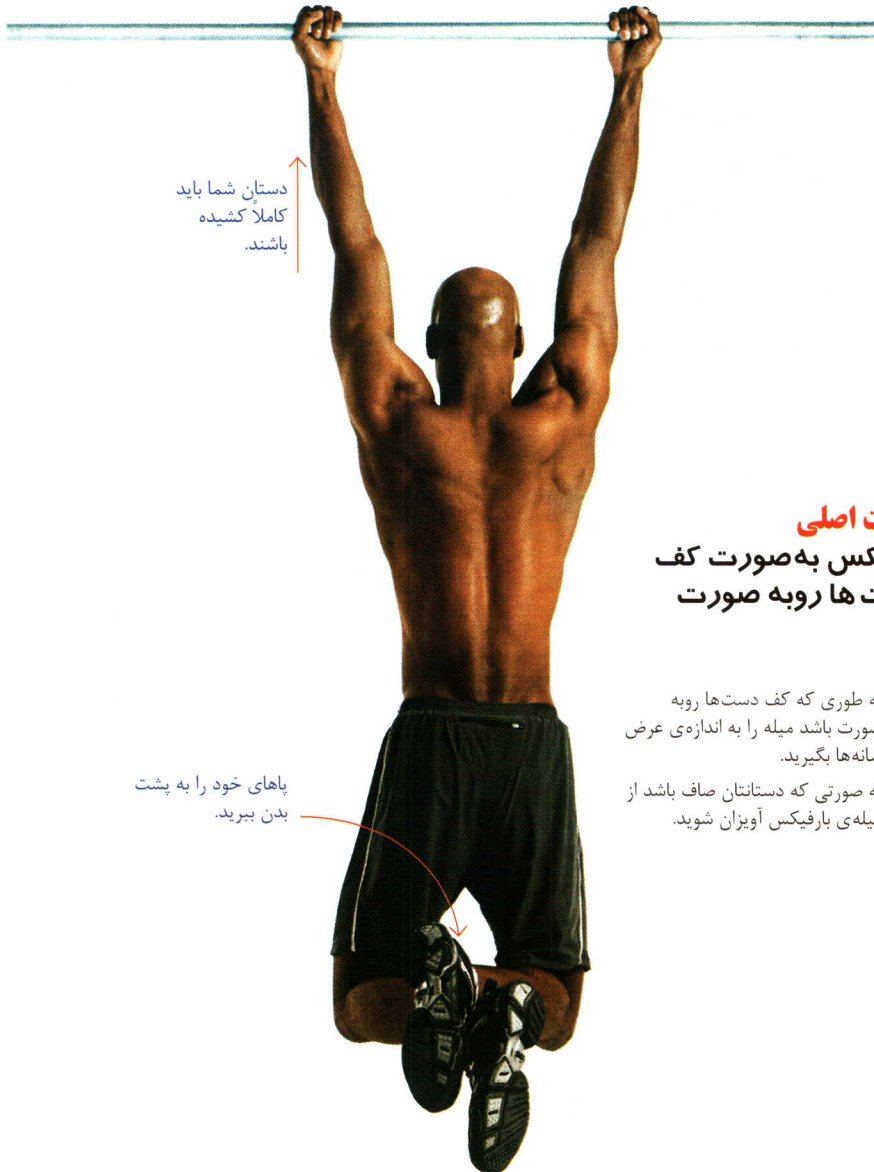 دستان شما باید
کاملاً کشیده
باشند.
ت اصلی
کس به‌صورت کف
ت ها روبه صورت
ه طوری که کف دست‌ها روبه
صورت باشد میله را به اندازه‌ی عرض
انه‌ها بگیرید.
ه صورتی که دستانتان صاف باشد از
یله‌ی بارفیکس آویزان شوید.
پاهای خود را به پشت
بدن ببرید.